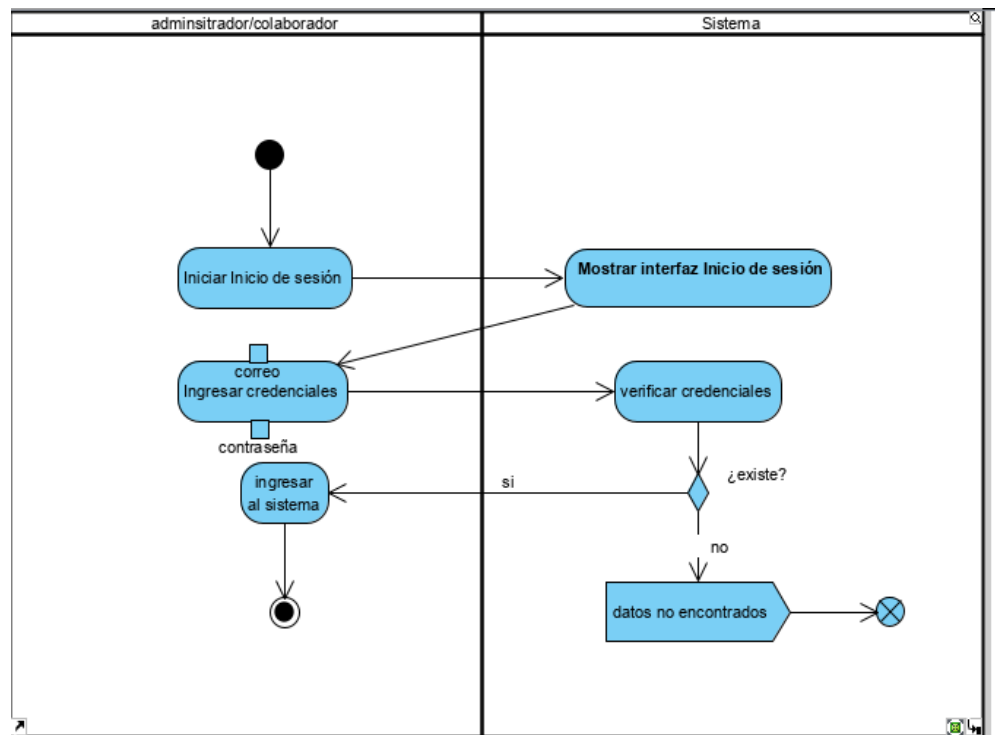 adminsitrador/colaborador
Sistema
Iniciar Inicio de sesión
Mostrar interfaz Inicio de sesión
correo
Ingresar credenciales
verificar credenciales
contraseña
¿existe?
si
ingresar
al sistema
no
datos no encontrados